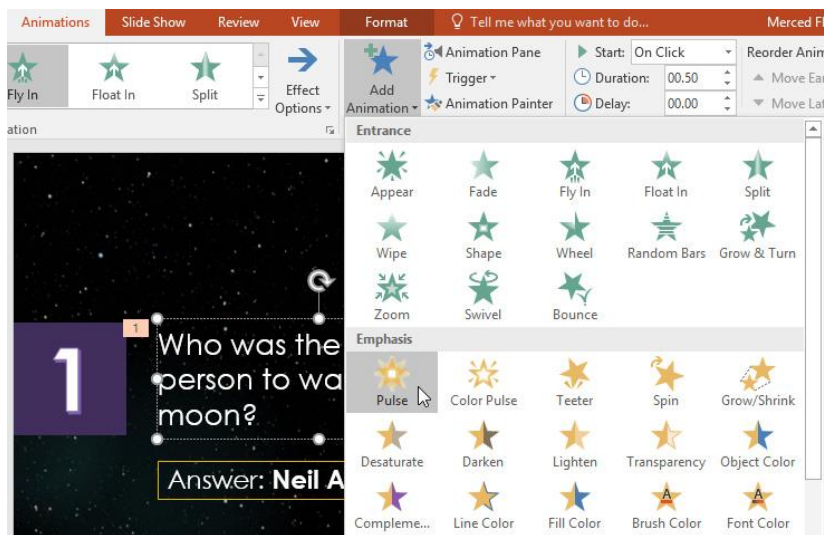 Animations Slide Show Review View Format Tell me what you want to do... Merced Fl
Fly In Float In Split Effect Options Add Animation Animation Pane Start: On Click Reorder Anim
Trigger Duration: 00.50 Move Ear
Animation Painter Delay: 00.00 Move Lat
ation
Entrance
Appear Fade Fly In Float In Split
Wipe Shape Wheel Random Bars Grow & Turn
Zoom Swivel Bounce
Emphasis
Pulse Color Pulse Teeter Spin Grow/Shrink
Desaturate Darken Lighten Transparency Object Color
Compleme... Line Color Fill Color Brush Color Font Color
1
1
Who was the
person to wa
moon?
Answer: Neil A